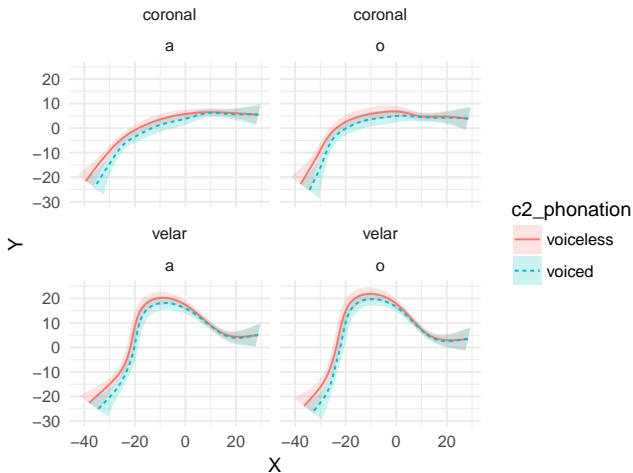 coronal coronal
a o
20
10
0
−10
−20
−30
velar velar
a o
20
10
0
−10
−20
−30
−40 −20 0 20 −40 −20 0 20
X
Y
c2_phonation
voiceless
voiced